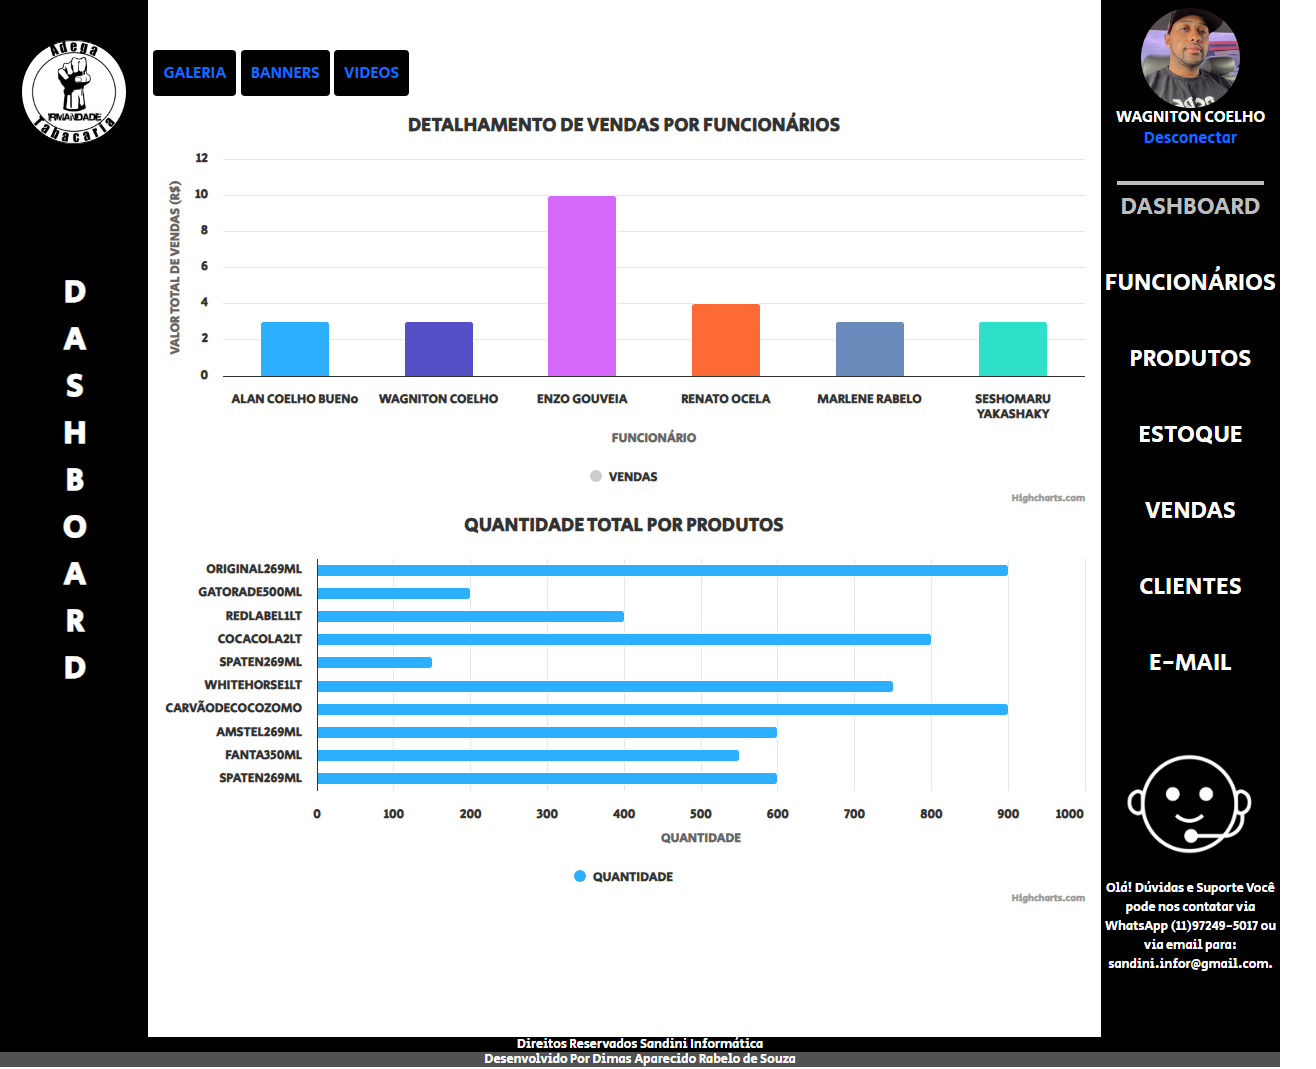 Adega
IRMANDADE
Tabacaria
D
A
S
H
B
O
A
R
D
GALERIA
BANNERS
VIDEOS
DETALHAMENTO DE VENDAS POR FUNCIONÁRIOS
VALOR TOTAL DE VENDAS (R$)
12
10
8
6
4
2
0
ALAN COELHO BUENo
WAGNITON COELHO
ENZO GOUVEIA
RENATO OCELA
MARLENE RABELO
SESHOMARU
YAKASHAKY
FUNCIONÁRIO
VENDAS
Highcharts.com
QUANTIDADE TOTAL POR PRODUTOS
ORIGINAL269ML
GATORADE500ML
REDLABEL1LT
COCACOLA2LT
SPATEN269ML
WHITEHORSE1LT
CARVÃODECOCOZOMO
AMSTEL269ML
FANTA350ML
SPATEN269ML
0 100 200 300 400 500 600 700 800 900 1000
QUANTIDADE
QUANTIDADE
Highcharts.com
WAGNITON COELHO
Desconectar
DASHBOARD
FUNCIONÁRIOS
PRODUTOS
ESTOQUE
VENDAS
CLIENTES
E-MAIL
Olá! Dúvidas e Suporte Você
pode nos contatar via
WhatsApp (11)97249-5017 ou
via email para:
sandini.infor@gmail.com.
Direitos Reservados Sandini Informática
Desenvolvido Por Dimas Aparecido Rabelo de Souza